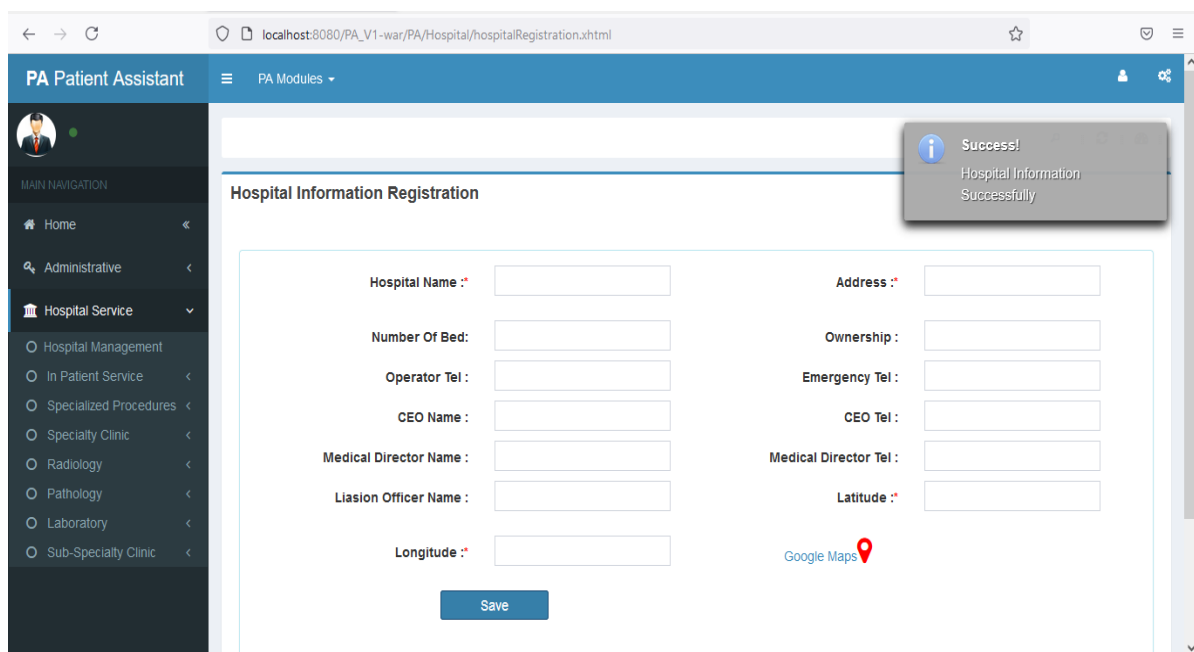 localhost:8080/PA_V1-war/PA/Hospital/hospitalRegistration.xhtml
PA Patient Assistant
PA Modules
Success!
Hospital Information
Successfully
MAIN NAVIGATION
Hospital Information Registration
Home
Administrative
Hospital Service
Hospital Management
In Patient Service
Specialized Procedures
Specialty Clinic
Radiology
Pathology
Laboratory
Sub-Specialty Clinic
Hospital Name :* Address :*
Number Of Bed: Ownership :
Operator Tel : Emergency Tel :
CEO Name : CEO Tel :
Medical Director Name : Medical Director Tel :
Liasion Officer Name : Latitude :*
Longitude :* Google Maps
Save